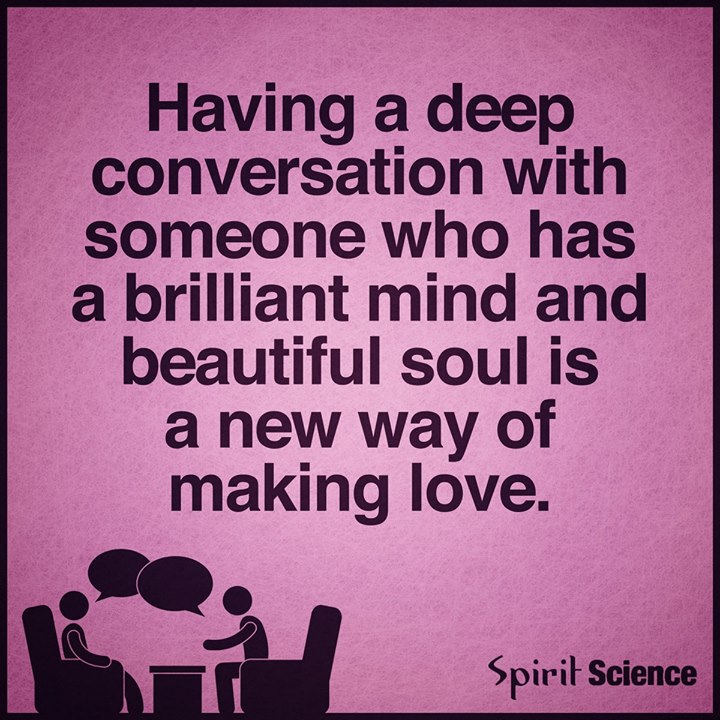 Having a deep
conversation with
someone who has
a brilliant mind and
beautiful soul is
a new way of
making love.
Spirit Science